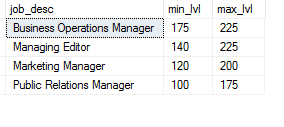 job_desc min_lvl max_lvl
Business Operations Manager 175 225
Managing Editor 140 225
Marketing Manager 120 200
Public Relations Manager 100 175